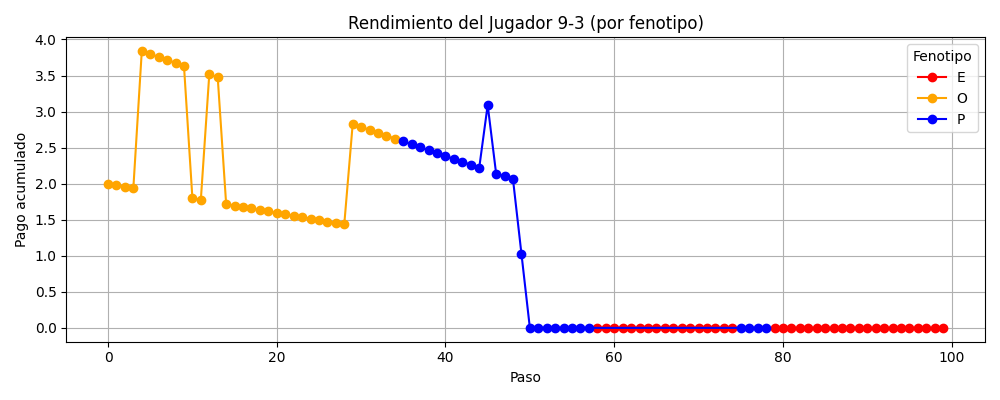 Rendimiento del Jugador 9-3 (por fenotipo)
4.0
3.5
3.0
2.5
2.0
1.5
1.0
0.5
0.0
Pago acumulado
Fenotipo
E
O
P
0
20
40
60
80
100
Paso